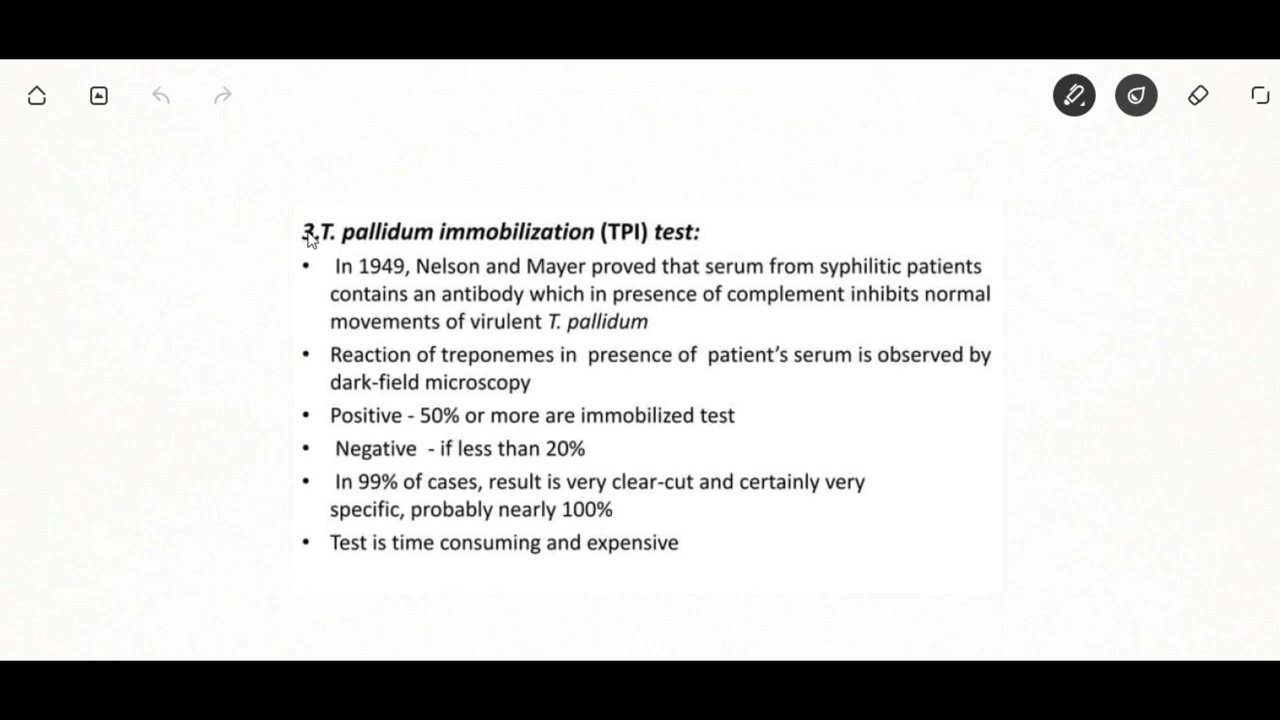 3.T. pallidum immobilization (TPI) test:
• In 1949, Nelson and Mayer proved that serum from syphilitic patients
contains an antibody which in presence of complement inhibits normal
movements of virulent T. pallidum
• Reaction of treponemes in presence of patient's serum is observed by
dark-field microscopy
• Positive - 50% or more are immobilized test
• Negative - if less than 20%
• In 99% of cases, result is very clear-cut and certainly very
specific, probably nearly 100%
• Test is time consuming and expensive